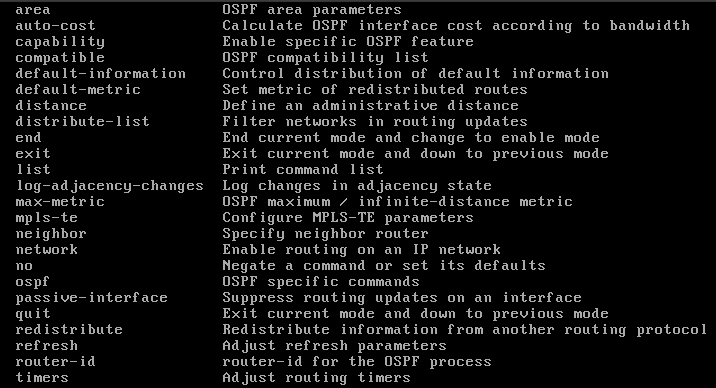 area                  OSPF area parameters
auto-cost             Calculate OSPF interface cost according to bandwidth
capability            Enable specific OSPF feature
compatible            OSPF compatibility list
default-information   Control distribution of default information
default-metric        Set metric of redistributed routes
distance              Define an administrative distance
distribute-list       Filter networks in routing updates
end                   End current mode and change to enable mode
exit                  Exit current mode and down to previous mode
list                  Print command list
log-adjacency-changes Log changes in adjacency state
max-metric            OSPF maximum / infinite-distance metric
mpls-te               Configure MPLS-TE parameters
neighbor              Specify neighbor router
network               Enable routing on an IP network
no                    Negate a command or set its defaults
ospf                  OSPF specific commands
passive-interface     Suppress routing updates on an interface
quit                  Exit current mode and down to previous mode
redistribute          Redistribute information from another routing protocol
refresh               Adjust refresh parameters
router-id             router-id for the OSPF process
timers                Adjust routing timers